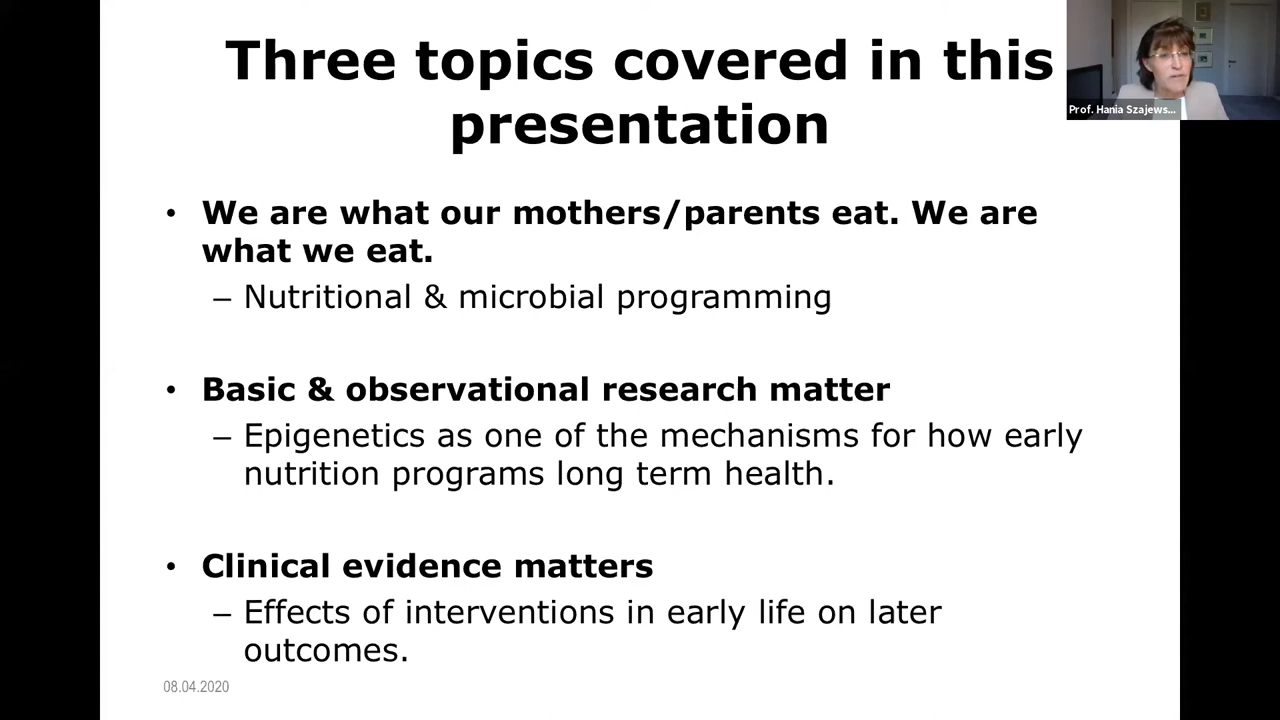 Three topics covered in this
presentation
Prof. Hania Szajews...
• We are what our mothers/parents eat. We are
what we eat.
– Nutritional & microbial programming
• Basic & observational research matter
– Epigenetics as one of the mechanisms for how early
nutrition programs long term health.
• Clinical evidence matters
– Effects of interventions in early life on later
outcomes.
08.04.2020